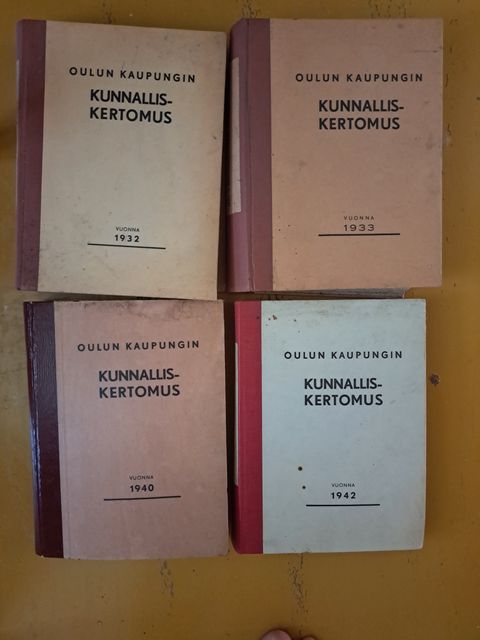 OULUN KAUPUNGIN
KUNNALLIS-
KERTOMUS
VUONNA
1932
OULUN KAUPUNGIN
KUNNALLIS-
KERTOMUS
VUONNA
1933
OULUN KAUPUNGIN
KUNNALLIS-
KERTOMUS
VUONNA
1940
OULUN KAUPUNGIN
KUNNALLIS-
KERTOMUS
VUONNA
1942